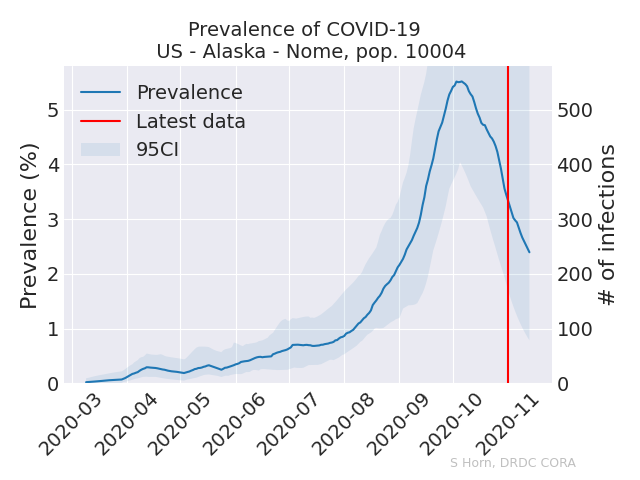 Prevalence of COVID-19
US - Alaska - Nome, pop. 10004
Prevalence
Latest data
95CI
Prevalence (%)
5
4
3
2
1
0
500
400
300
200
100
0
# of infections
2020-03
2020-04
2020-05
2020-06
2020-07
2020-08
2020-09
2020-10
2020-11
S Horn, DRDC CORA